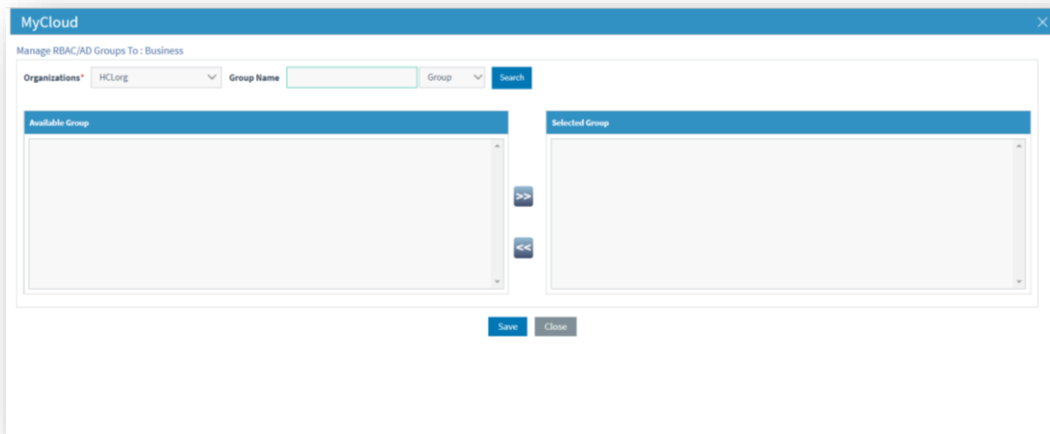 MyCloud
Manage RBAC/AD Groups To : Business
Organizations* HCLorg Group Name Group Search
Available Group Selected Group
>>
<<
Save Close